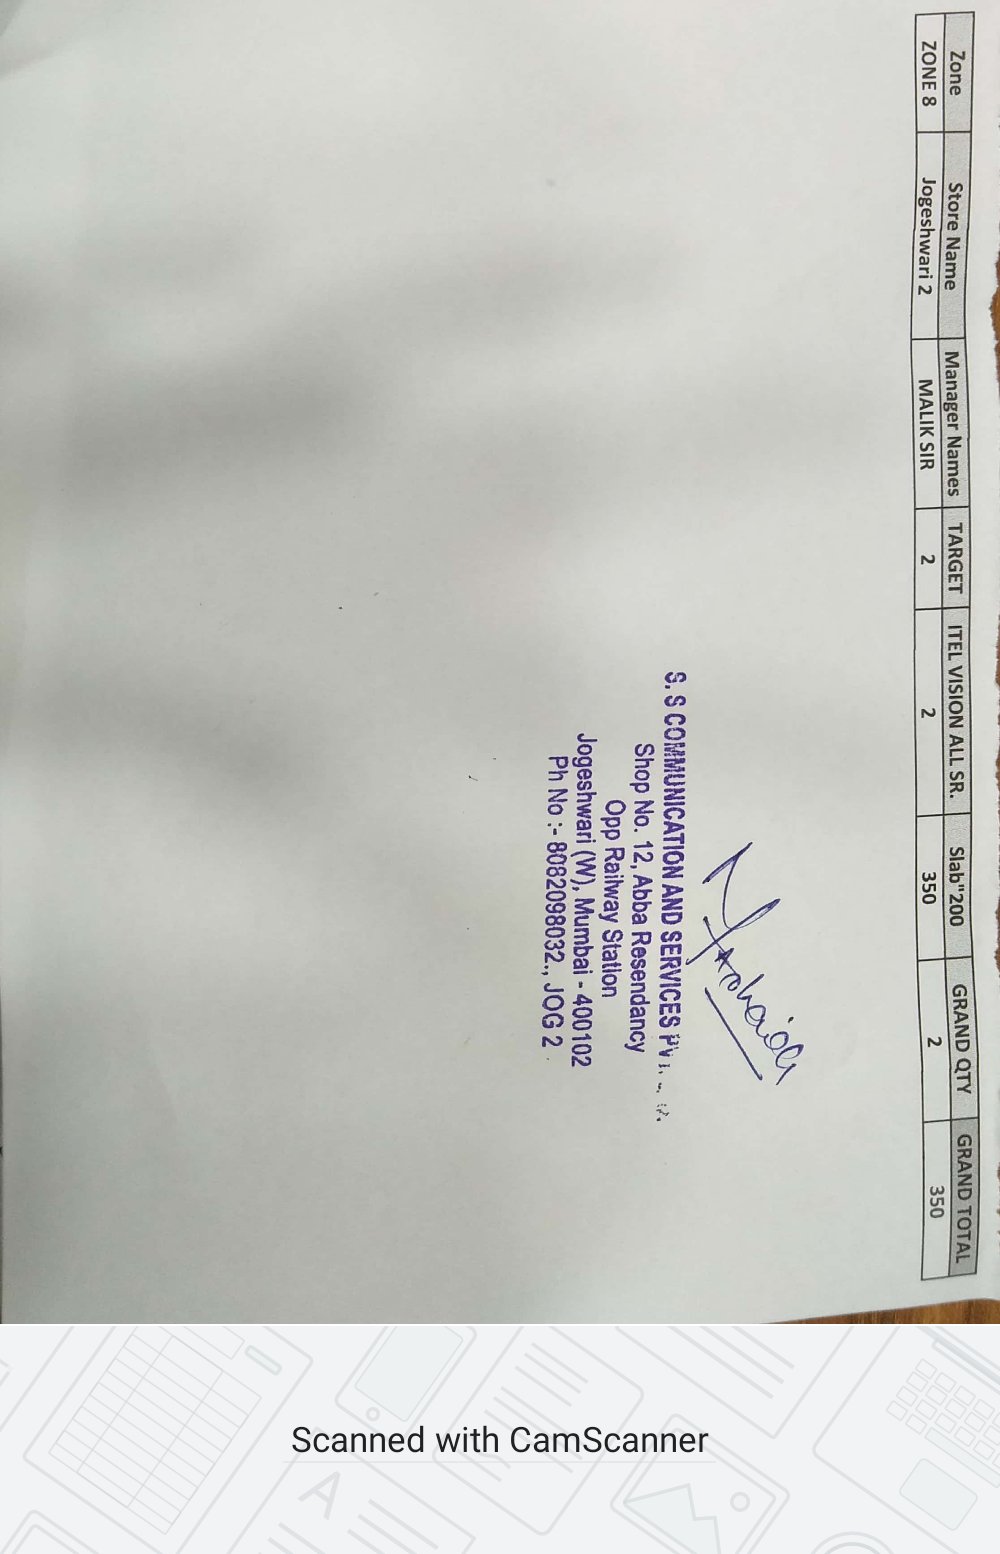 Zone Store Name Manager Names TARGET ITEL VISION ALL SR. Slab"200 GRAND QTY GRAND TOTAL
ZONE 8 Jogeshwari 2 MALIK SIR 2 2 350 2 350
S. S COMMUNICATION AND SERVICES
Shop No. 12, Abba Resendancy
Opp Railway Station
Jogeshwari (W), Mumbai - 400102
Ph No :- 8082098032., JOG 2
Scanned with CamScanner